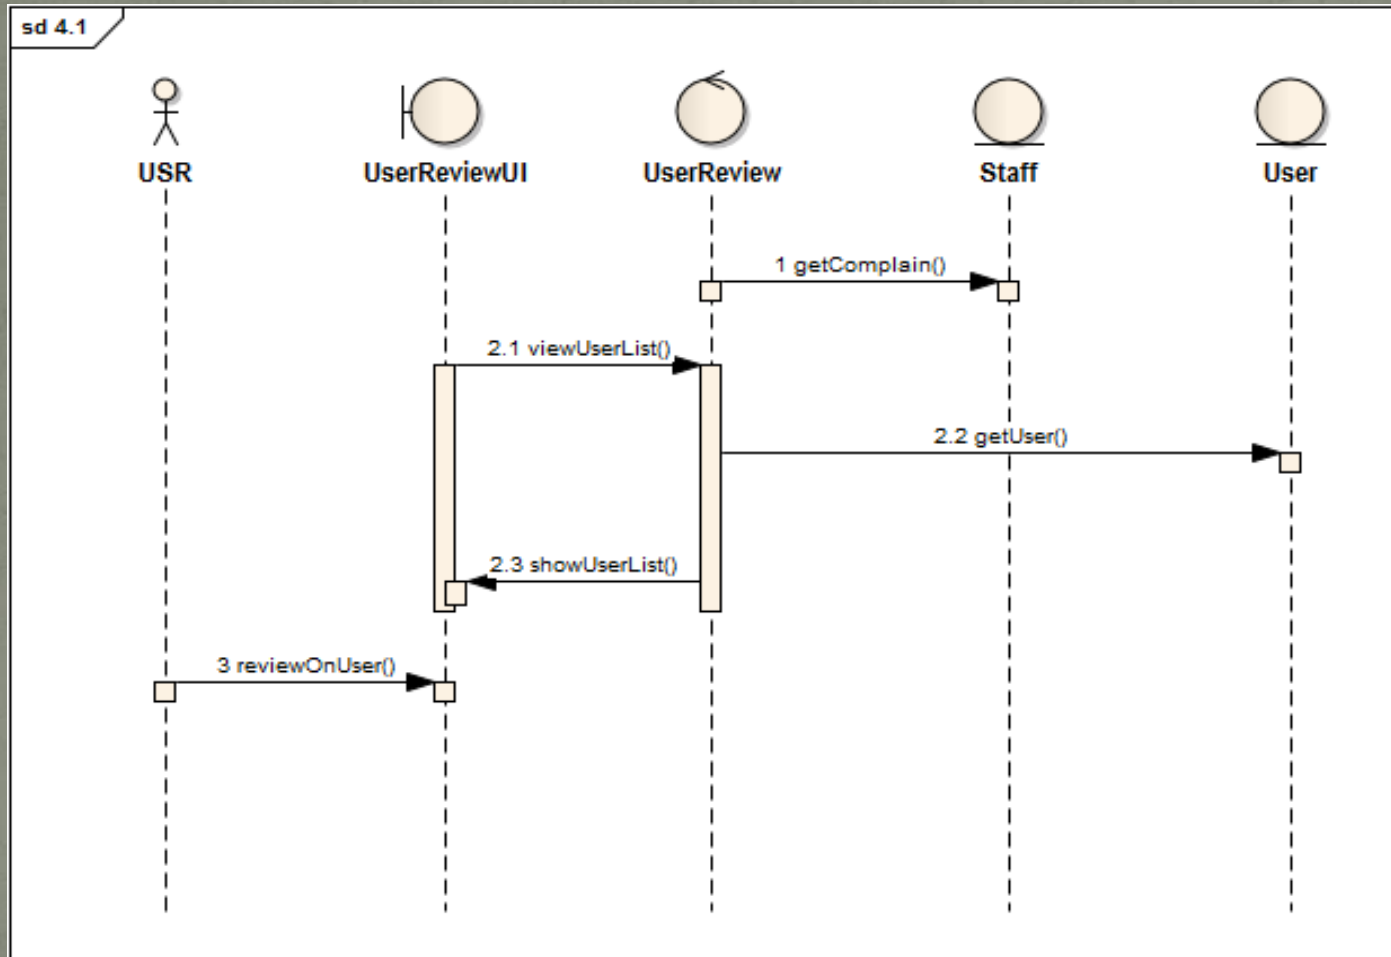 sd 4.1
USR
UserReviewUI
UserReview
Staff
User
1 getComplain()
2.1 viewUserList()
2.2 getUser()
2.3 showUserList()
3 reviewOnUser()